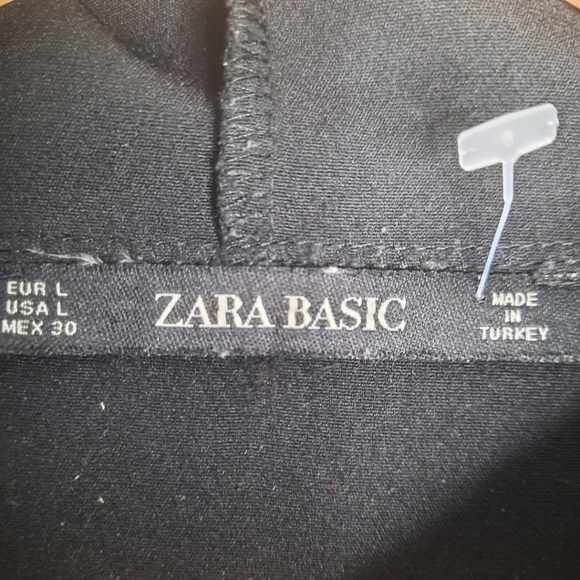 EUR L
USA L
MEX 30
ZARA BASIC
MADE
IN
TURKEY